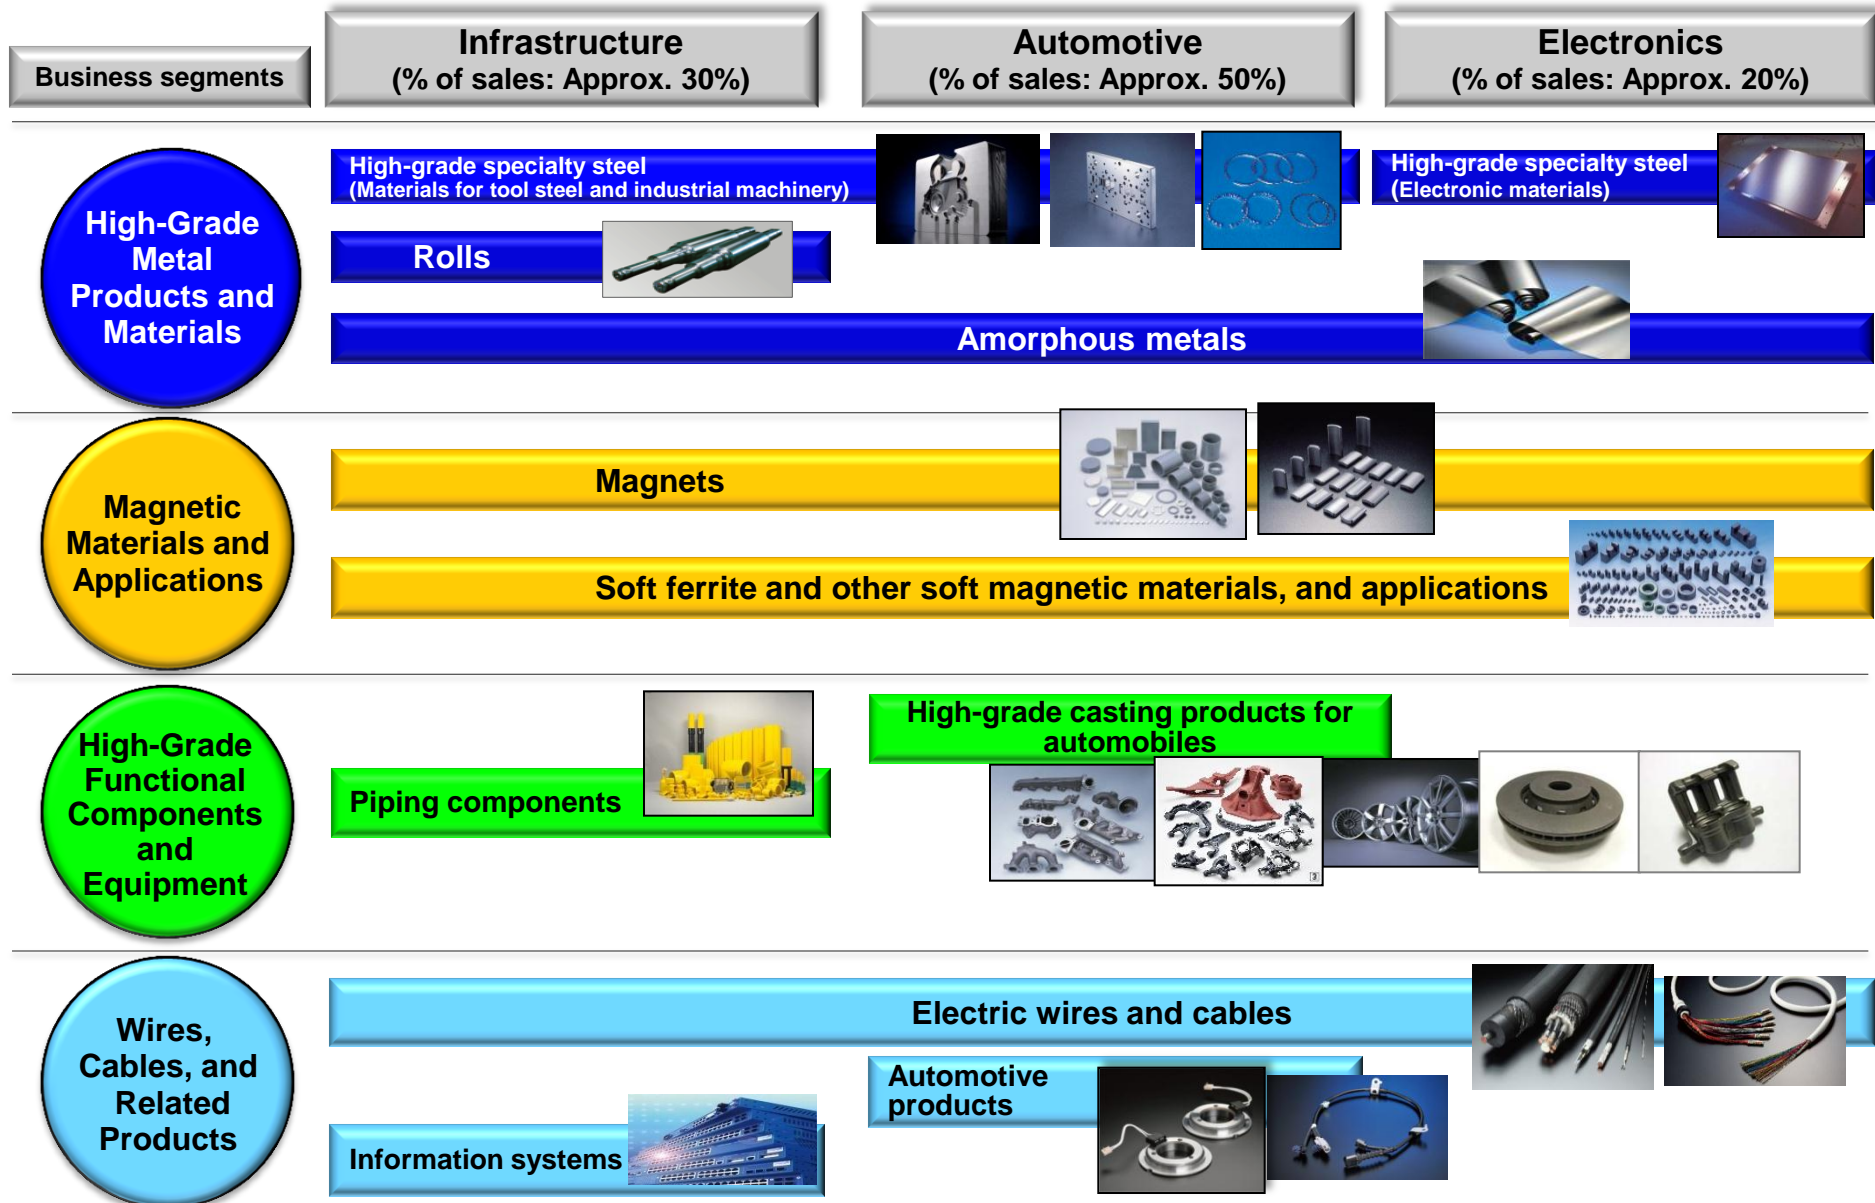 Business segments
Infrastructure
(% of sales: Approx. 30%)
Automotive
(% of sales: Approx. 50%)
Electronics
(% of sales: Approx. 20%)
High-Grade
Metal
Products and
Materials
High-grade specialty steel
(Materials for tool steel and industrial machinery)
High-grade specialty steel
(Electronic materials)
Rolls
Amorphous metals
Magnetic
Materials and
Applications
Magnets
Soft ferrite and other soft magnetic materials, and applications
High-Grade
Functional
Components
and
Equipment
Piping components
High-grade casting products for
automobiles
Wires,
Cables, and
Related
Products
Electric wires and cables
Automotive
products
Information systems